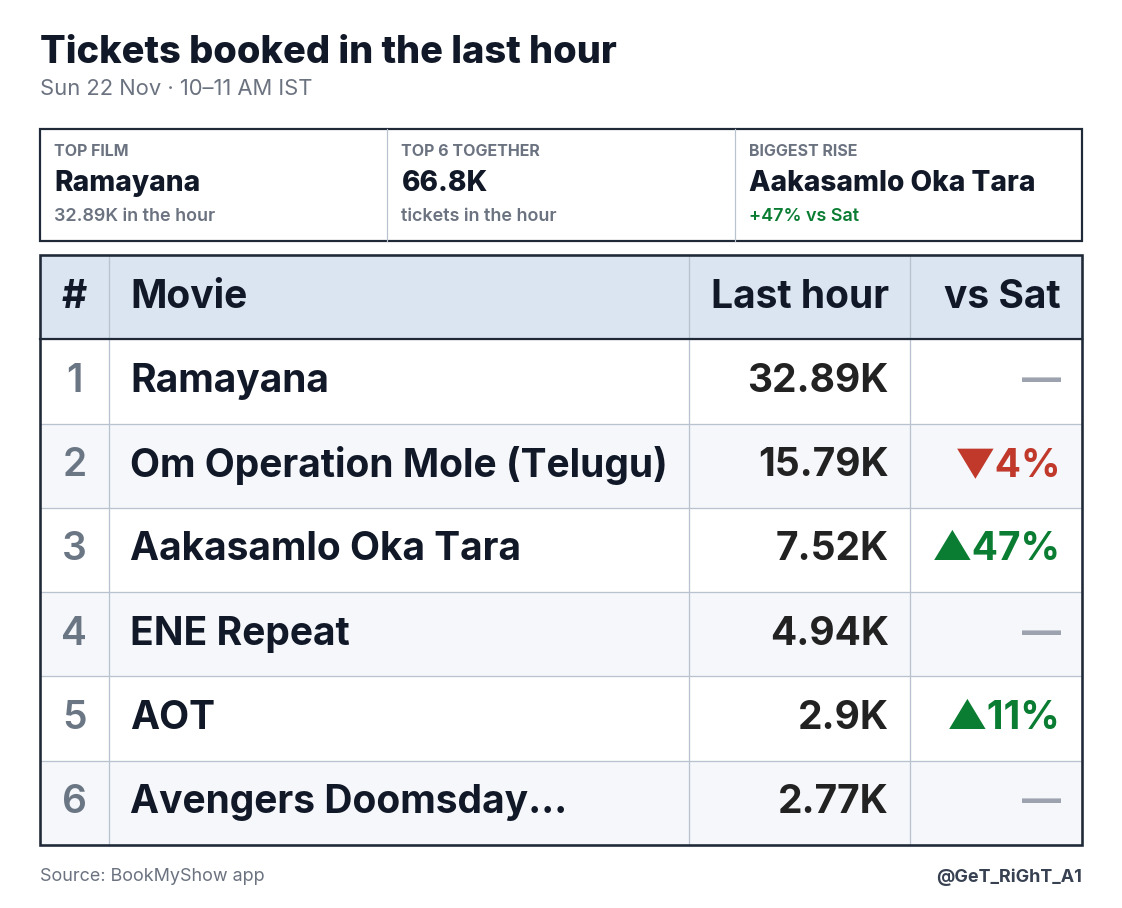 Tickets booked in the last hour
Sun 22 Nov · 10–11 AM IST
TOP FILM
Ramayana
32.89K in the hour
TOP 6 TOGETHER
66.8K
tickets in the hour
BIGGEST RISE
Aakasamlo Oka Tara
+47% vs Sat
# Movie Last hour vs Sat
1 Ramayana 32.89K —
2 Om Operation Mole (Telugu) 15.79K ▼4%
3 Aakasamlo Oka Tara 7.52K ▲47%
4 ENE Repeat 4.94K —
5 AOT 2.9K ▲11%
6 Avengers Doomsday... 2.77K —
Source: BookMyShow app
@GeT_RiGhT_A1